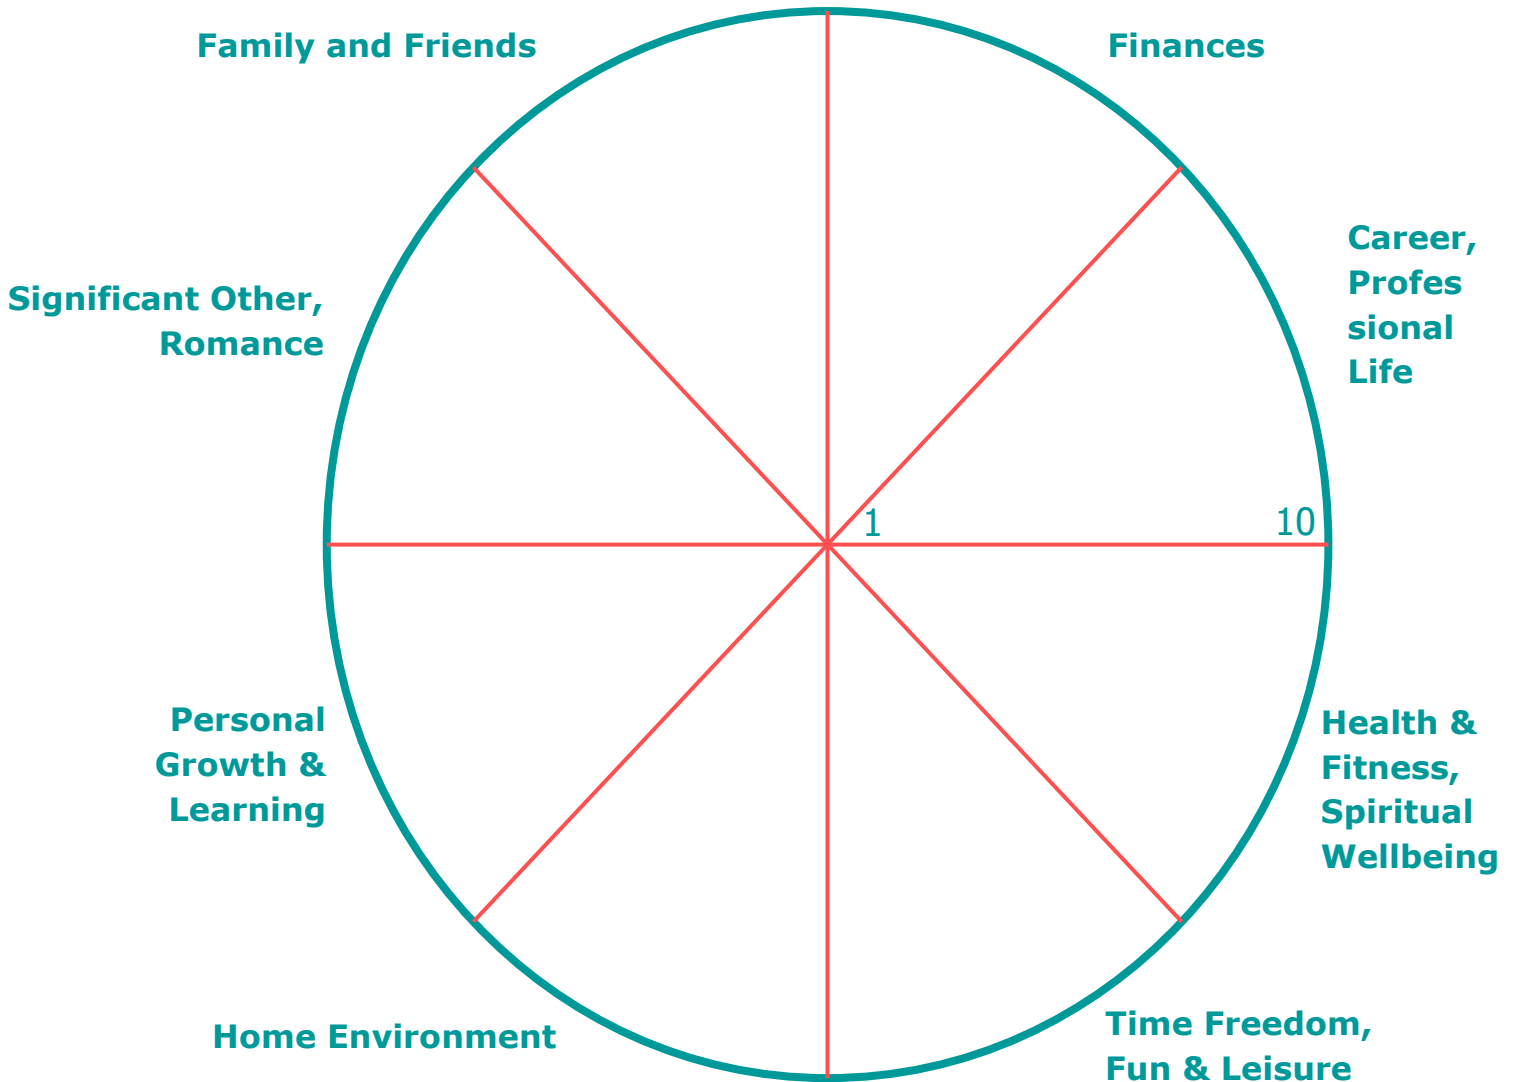 Family and Friends
Finances
Career,
Profes
sional
Life
Significant Other,
Romance
1
10
Personal
Growth &
Learning
Health &
Fitness,
Spiritual
Wellbeing
Home Environment
Time Freedom,
Fun & Leisure